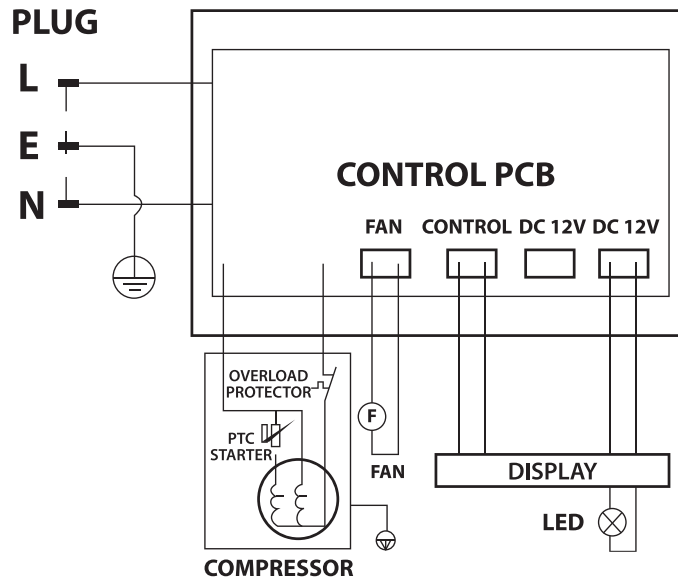 PLUG
L
E
N
CONTROL PCB
FAN CONTROL DC 12V DC 12V
OVERLOAD
PROTECTOR
PTC
STARTER
F
FAN
DISPLAY
LED
COMPRESSOR